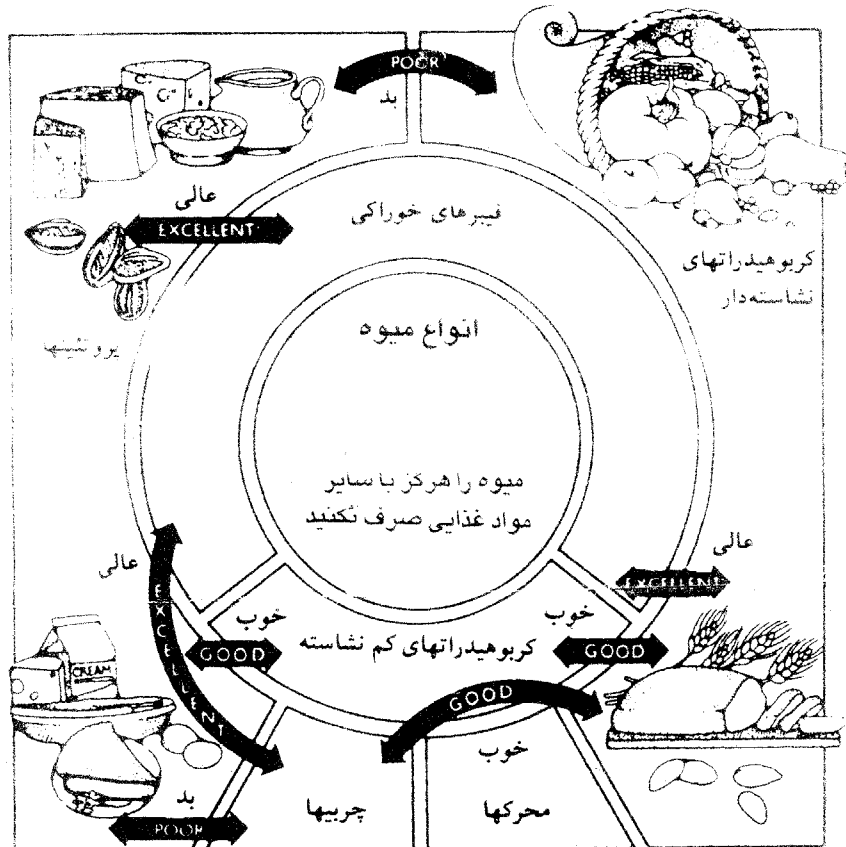 POOR
بد
عالی
EXCELLENT
فیبرهای خوراکی
کربوهیدراتهای
نشاسته‌دار
پروتئینها
انواع میوه
میوه را هرگز با سایر
مواد غذایی صرف نکنید
عالی
EXCELLENT
عالی
EXCELLENT
خوب
GOOD
کربوهیدراتهای کم نشاسته
خوب
GOOD
CREAM
GOOD
خوب
بد
POOR
چربیها
محرکها